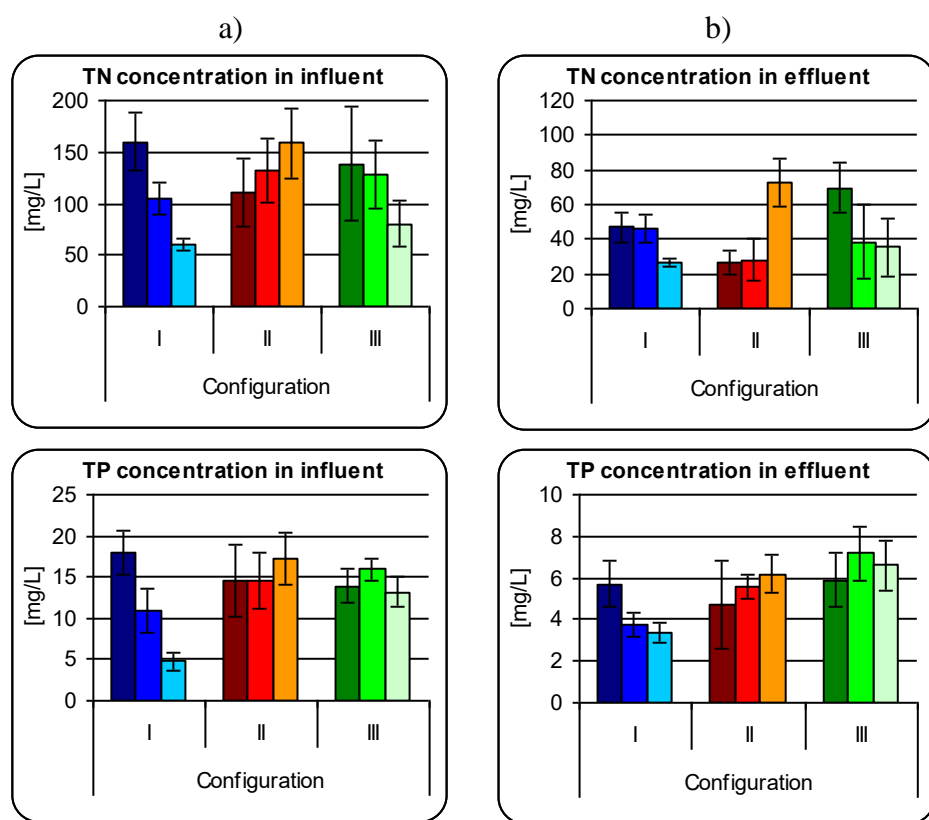 a)
b)
TN concentration in influent
[mg/L]
200
150
100
50
0
I II III
Configuration
TN concentration in effluent
[mg/L]
120
100
80
60
40
20
0
I II III
Configuration
TP concentration in influent
[mg/L]
25
20
15
10
5
0
I II III
Configuration
TP concentration in effluent
[mg/L]
10
8
6
4
2
0
I II III
Configuration